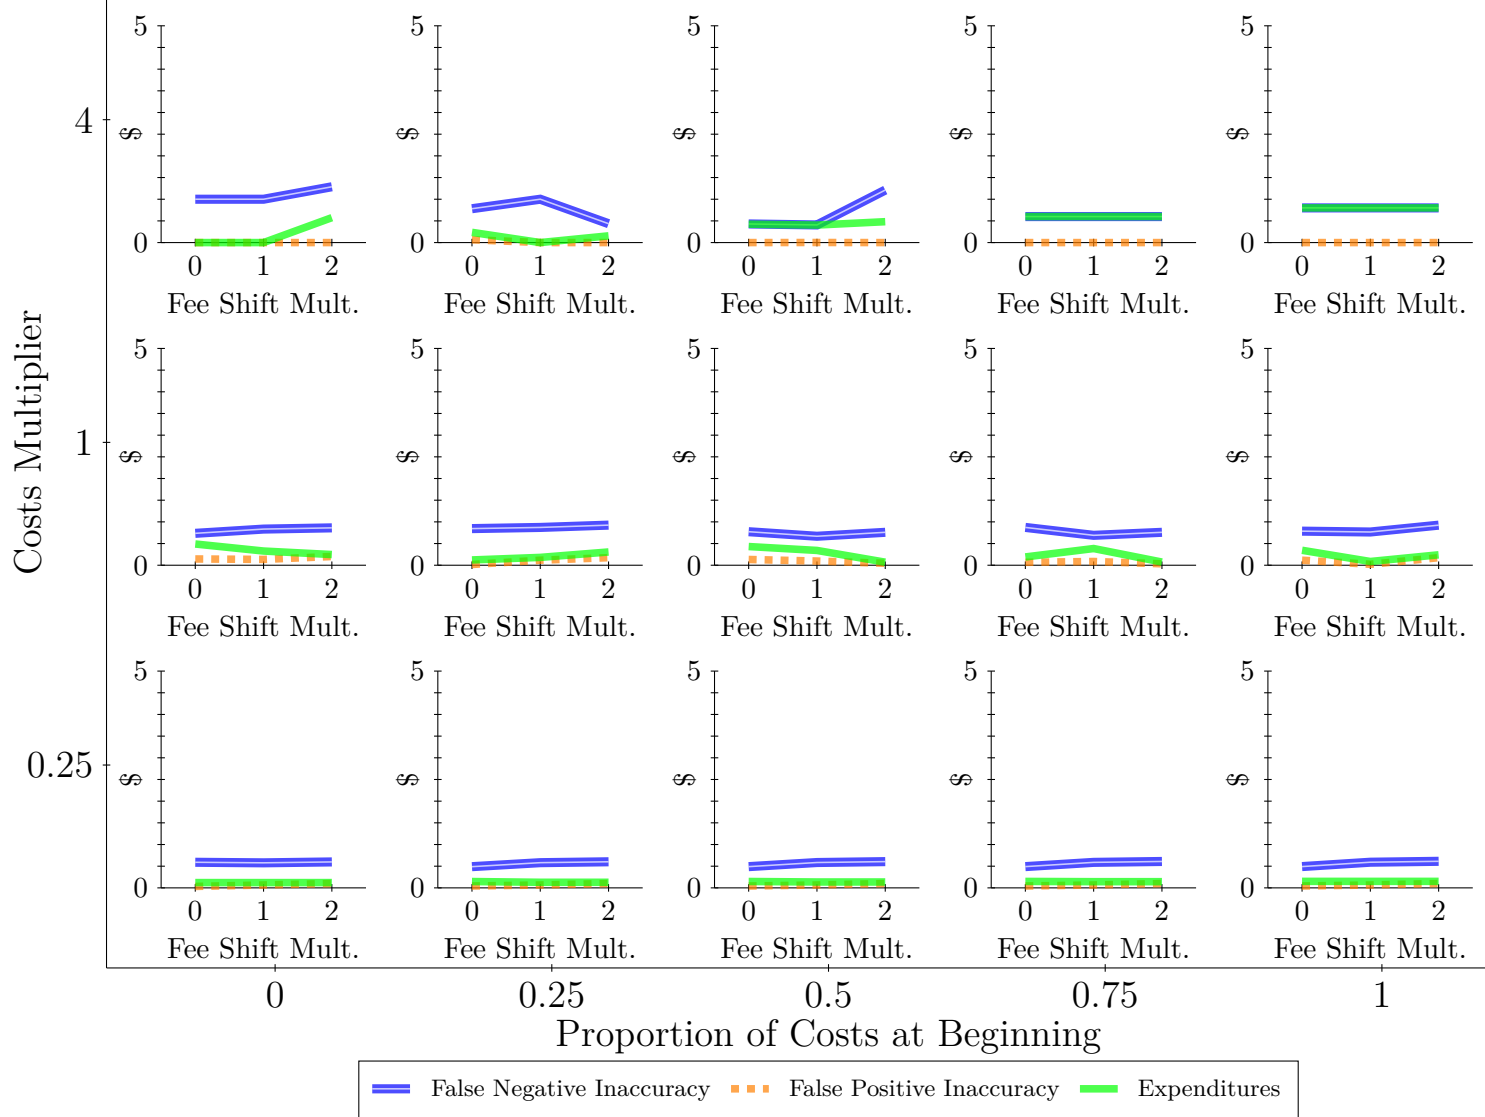 5 5 5 5 5
4
$ $ $ $ $
0 0 0 0 0
0 1 2 0 1 2 0 1 2 0 1 2 0 1 2
Fee Shift Mult. Fee Shift Mult. Fee Shift Mult. Fee Shift Mult. Fee Shift Mult.
Costs Multiplier
5 5 5 5 5
1
$ $ $ $ $
0 0 0 0 0
0 1 2 0 1 2 0 1 2 0 1 2 0 1 2
Fee Shift Mult. Fee Shift Mult. Fee Shift Mult. Fee Shift Mult. Fee Shift Mult.
5 5 5 5 5
0.25
$ $ $ $ $
0 0 0 0 0
0 1 2 0 1 2 0 1 2 0 1 2 0 1 2
Fee Shift Mult. Fee Shift Mult. Fee Shift Mult. Fee Shift Mult. Fee Shift Mult.
0 0.25 0.5 0.75 1
Proportion of Costs at Beginning
False Negative Inaccuracy False Positive Inaccuracy Expenditures